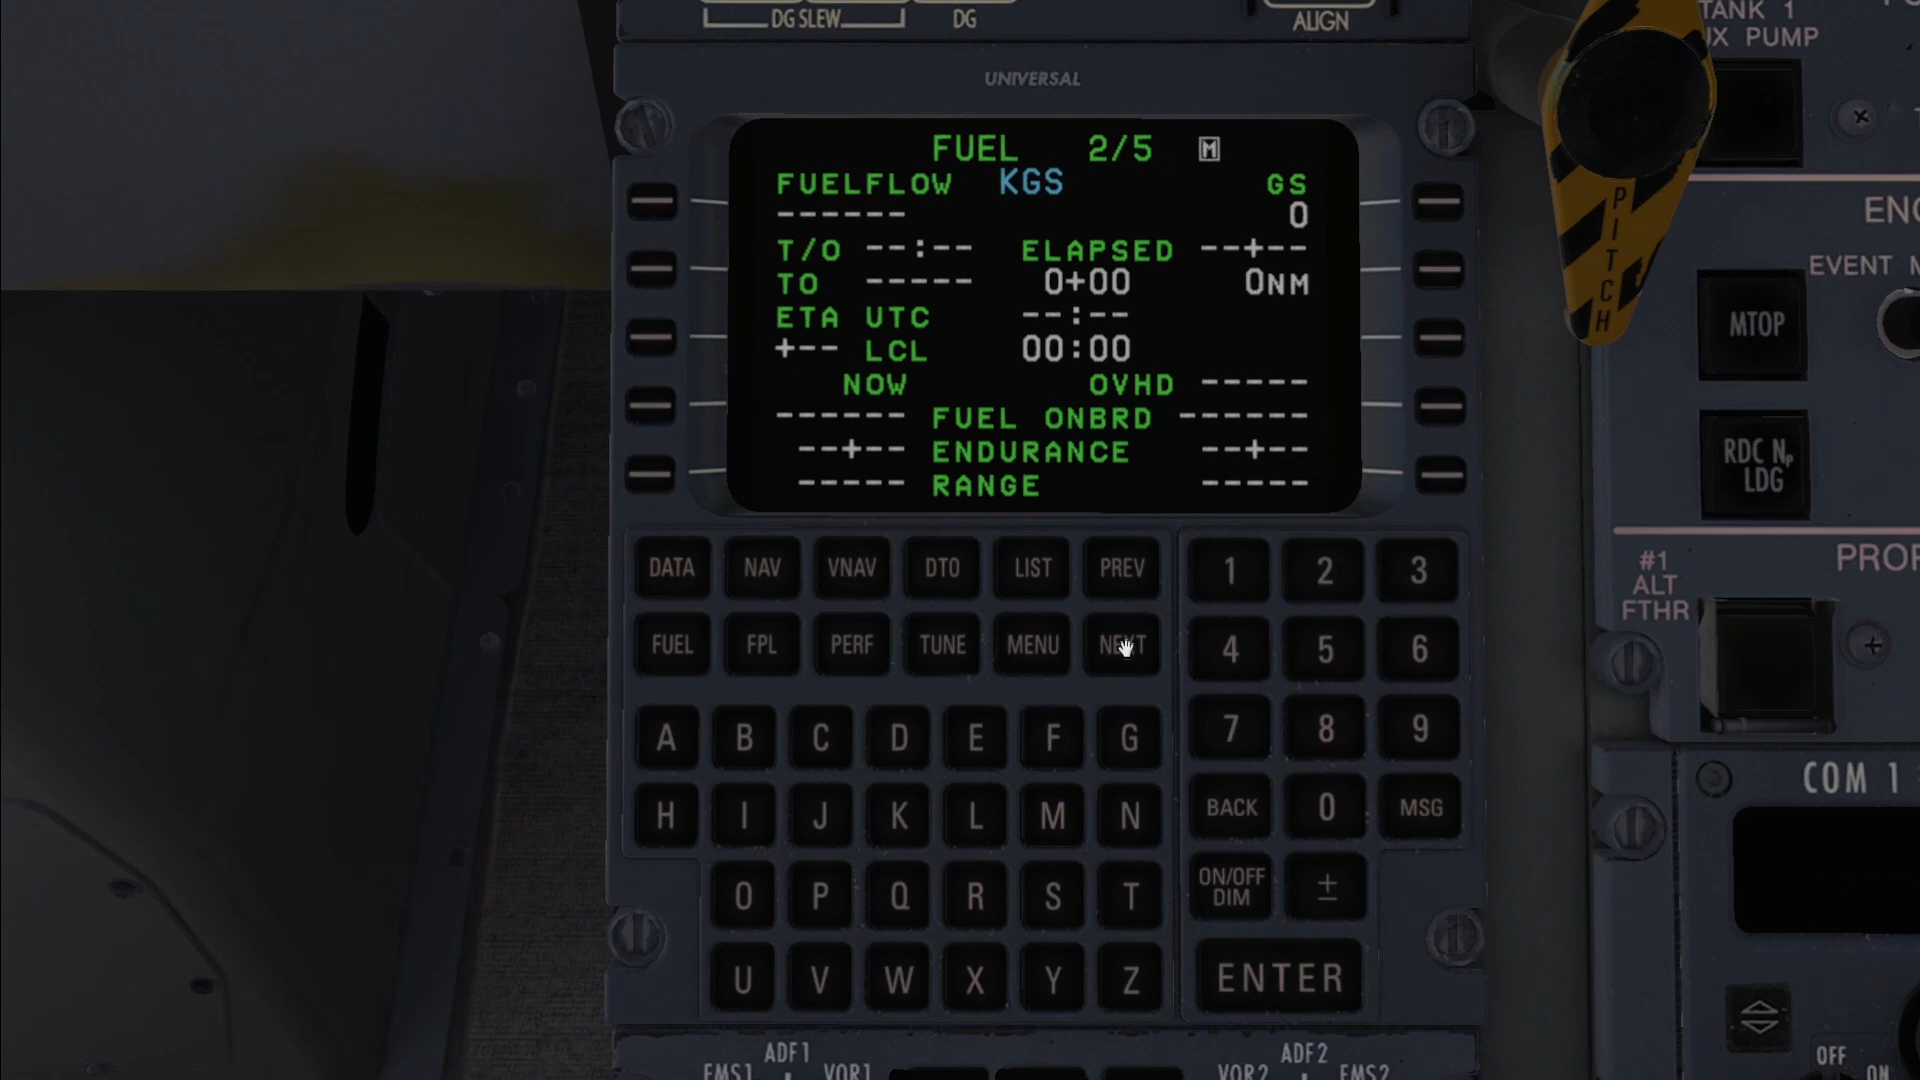 DG SLEW
DG
ALIGN
TANK 1
UX PUMP
UNIVERSAL
FUEL 2/5 M
FUELFLOW KGS GS
------ 0
T/O --:-- ELAPSED --+--
TO ----- 0+00 0NM
ETA UTC --:--
+-- LCL 00:00
NOW OVHD -----
------ FUEL ONBRD ------
--+-- ENDURANCE --+--
----- RANGE -----
PITCH
ENG
EVENT M
MTOP
RDC Np
LDG
PROP
#1
ALT
FTHR
DATA NAV VNAV DTO LIST PREV
FUEL FPL PERF TUNE MENU NEXT
1 2 3
4 5 6
7 8 9
BACK 0 MSG
ON/OFF
DIM
±
ENTER
A B C D E F G
H I J K L M N
O P Q R S T
U V W X Y Z
COM 1
OFF
ON
ADF1
FMS1 VOR1
ADF2
VOR2 FMS2